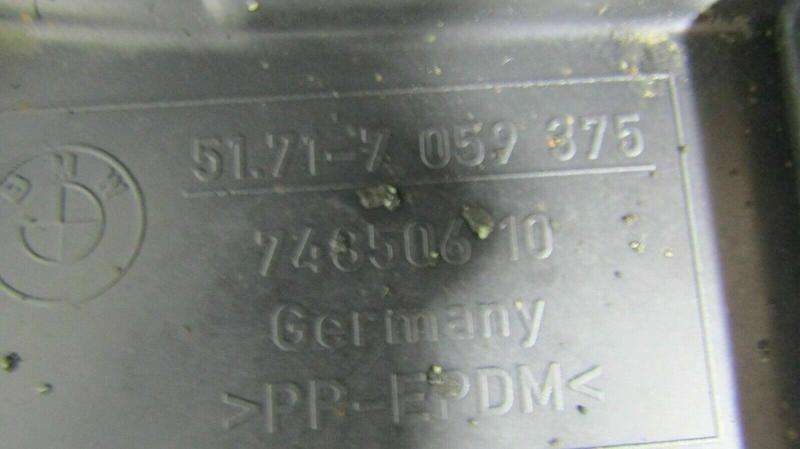 BMW
51.71-7 059 375
748506 10
Germany
>PP-EPDM<